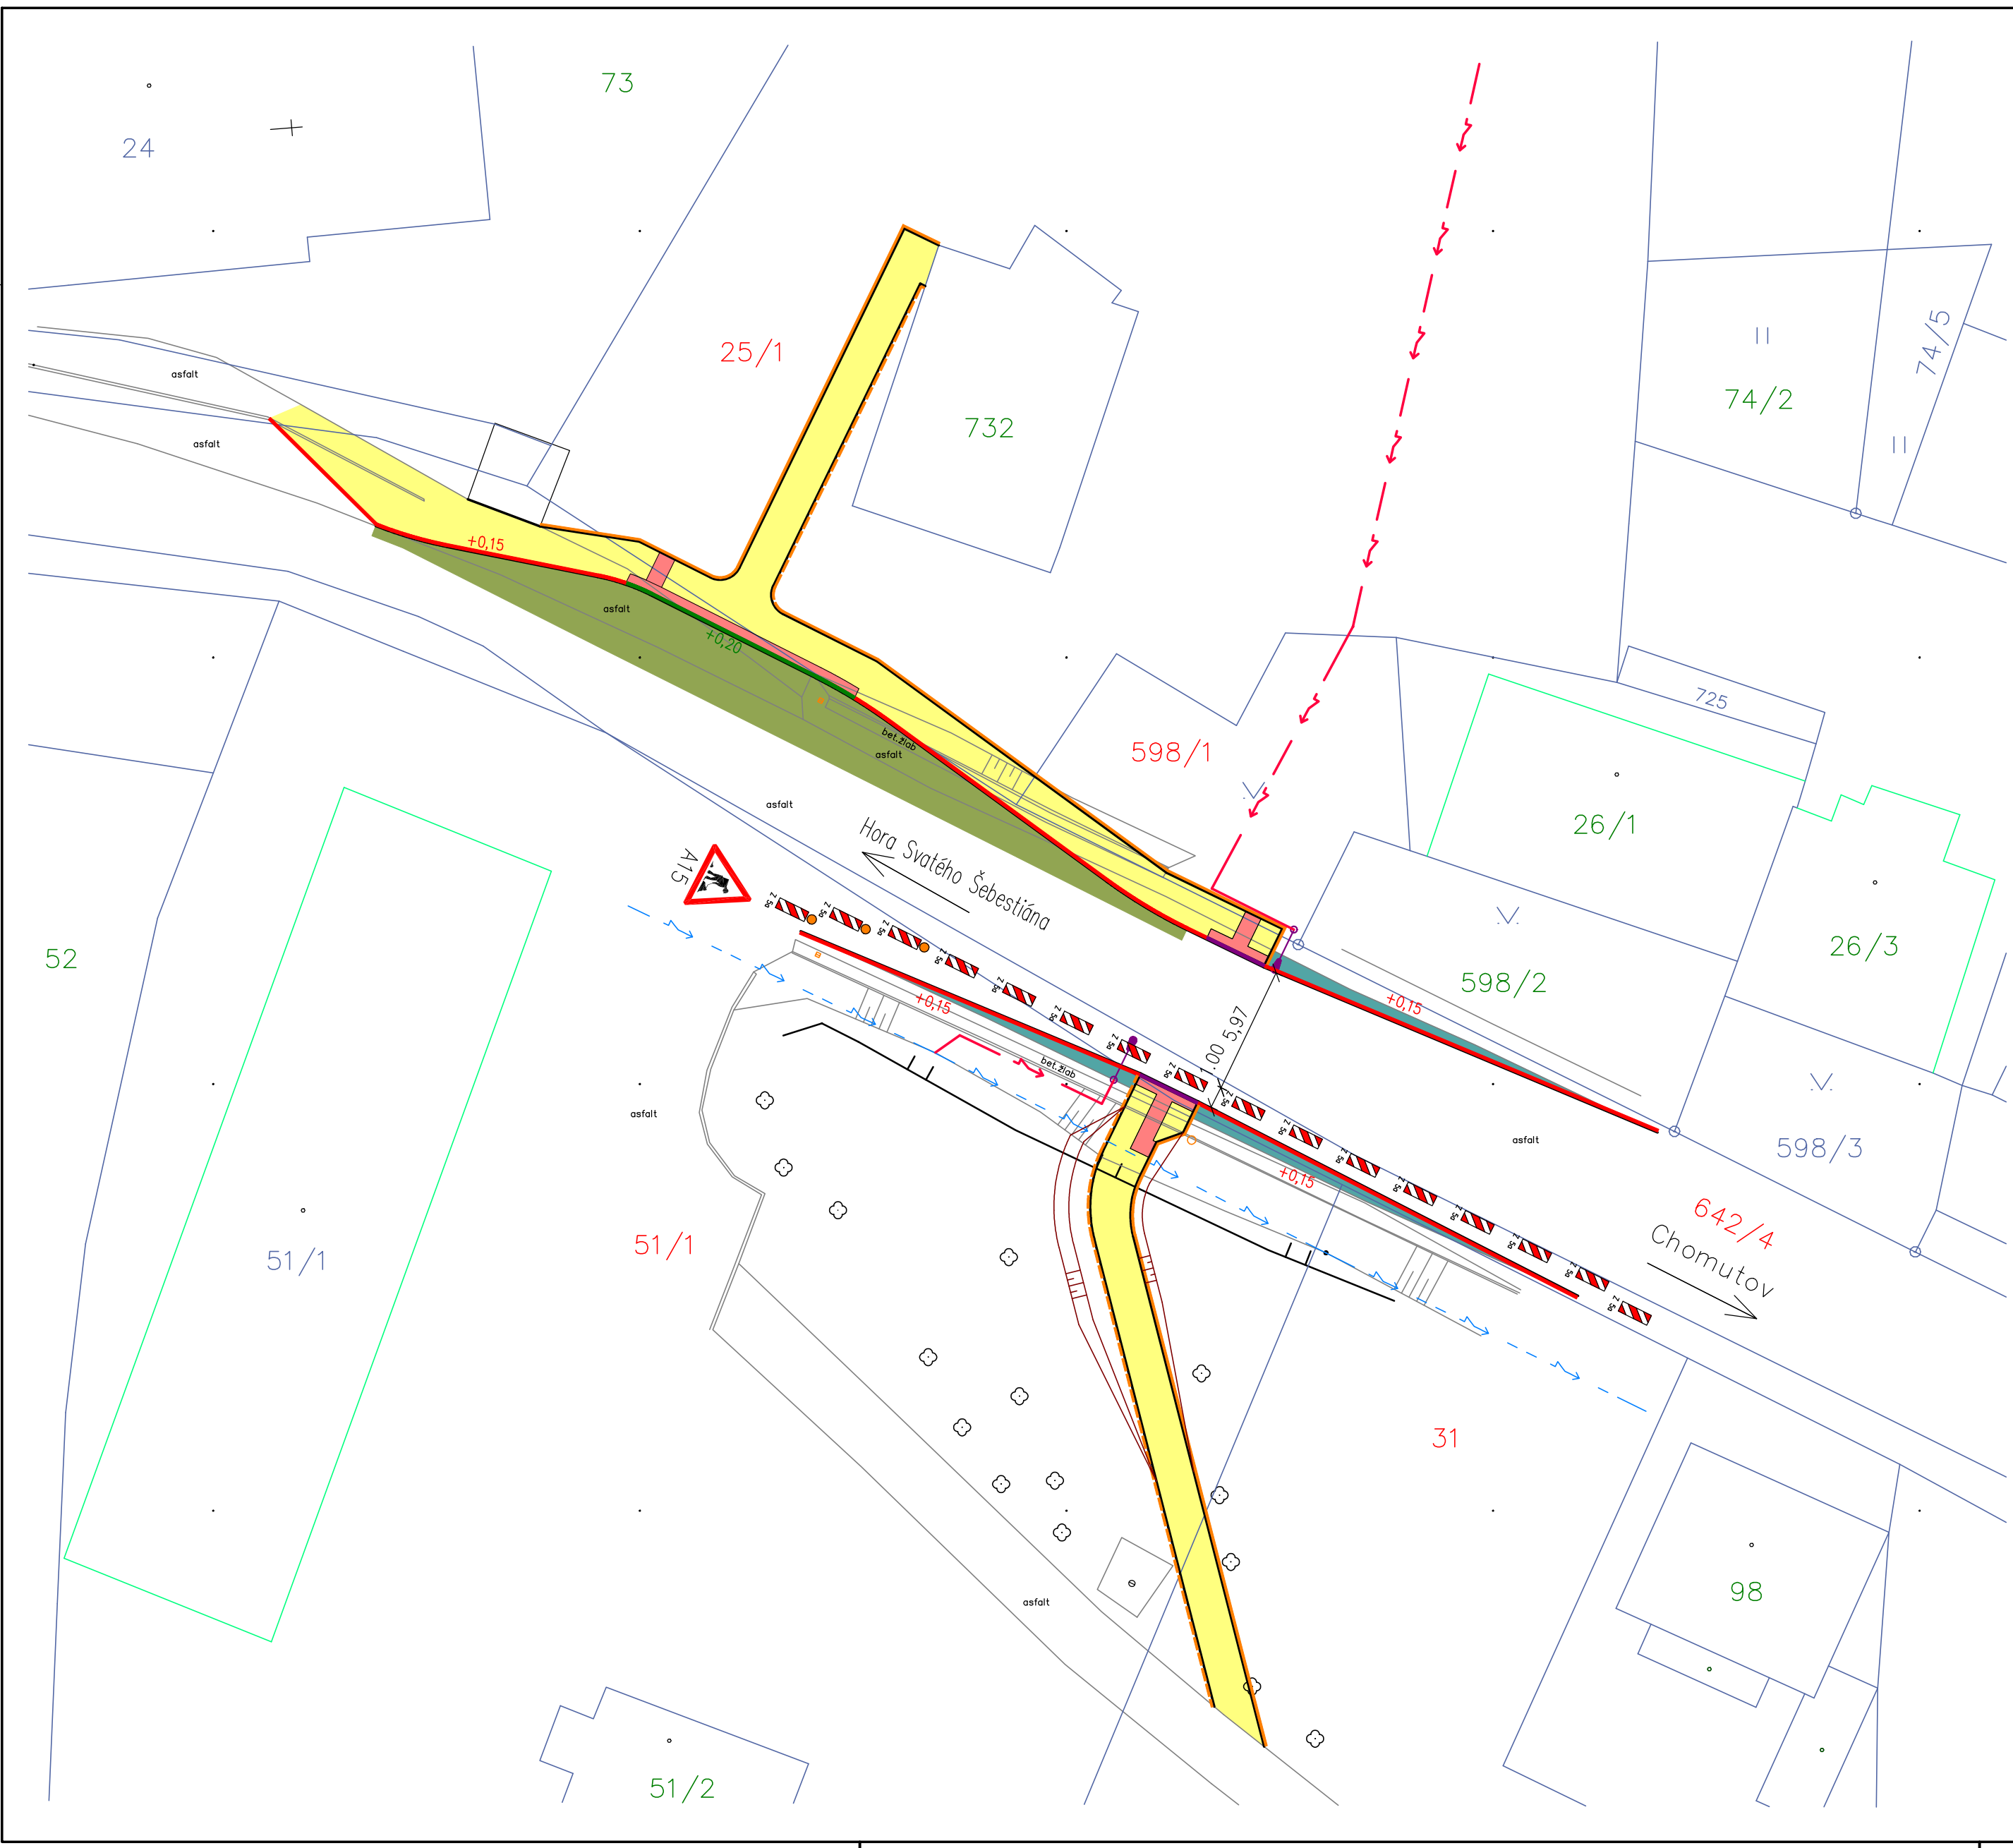 73
24
25/1
732
74/2
74/5
asfalt
asfalt
+0,15
asfalt
+0,20
bet.žlab
asfalt
asfalt
598/1
725
26/1
26/3
598/2
598/3
Hora Svatého Šebestiána
A15
Z 5c
Z 5c
Z 5c
+0,15
+0,15
1.00 5,97
bet.žlab
52
asfalt
asfalt
+0,15
51/1
51/1
642/4
Chomutov
31
asfalt
98
51/2